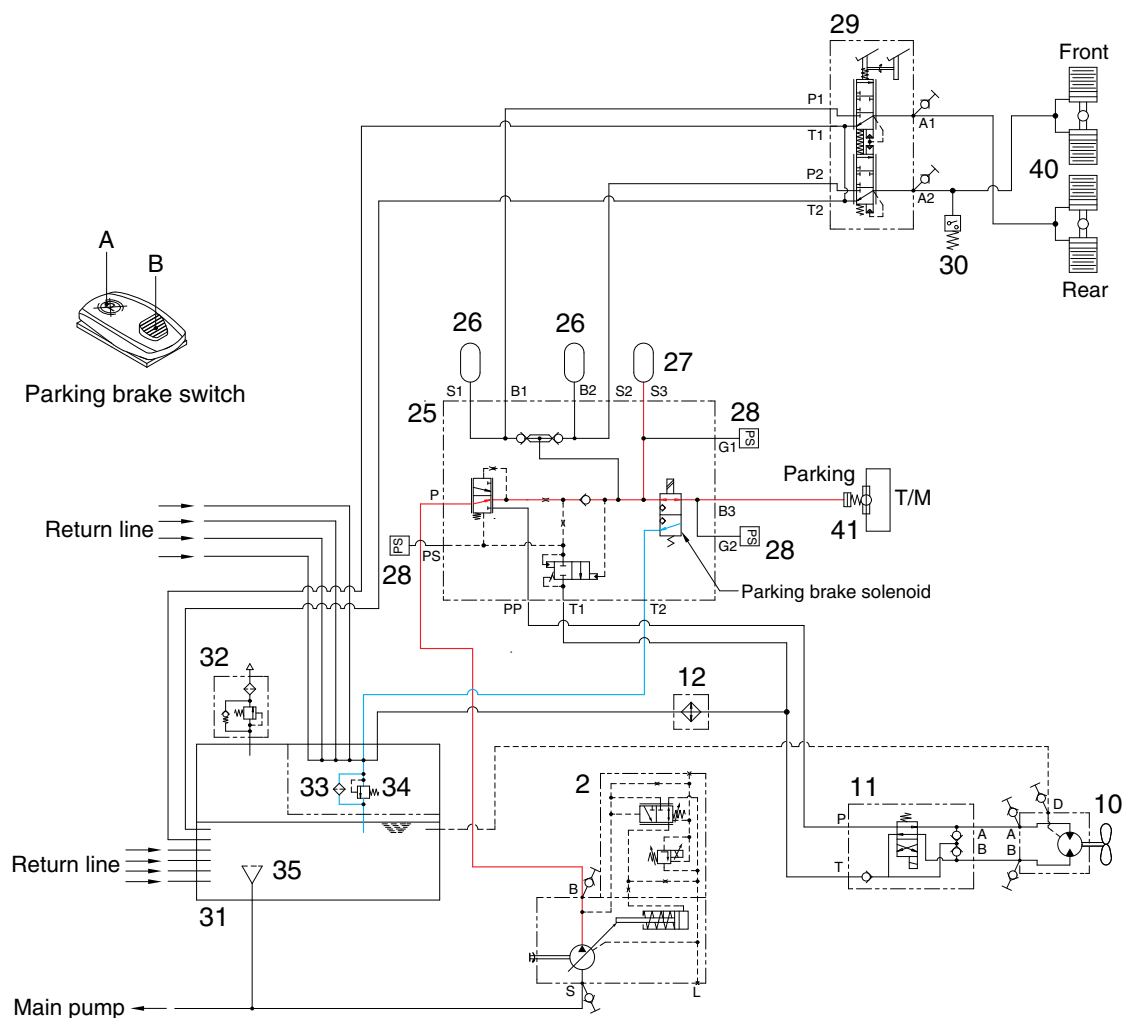 29
Front
P1
T1
A1
P2
40
T2
A2
30
Rear
A
B
Parking brake switch
26
26
27
S1
B1
B2
S2
S3
25
28
PS
G1
Parking
P
T/M
B3
41
Return line
PS
PS
G2
PS
28
28
Parking brake solenoid
PP
T1
T2
32
12
33
34
2
11
D
10
P
A
A
B
B
T
Return line
35
B
31
S
L
Main pump